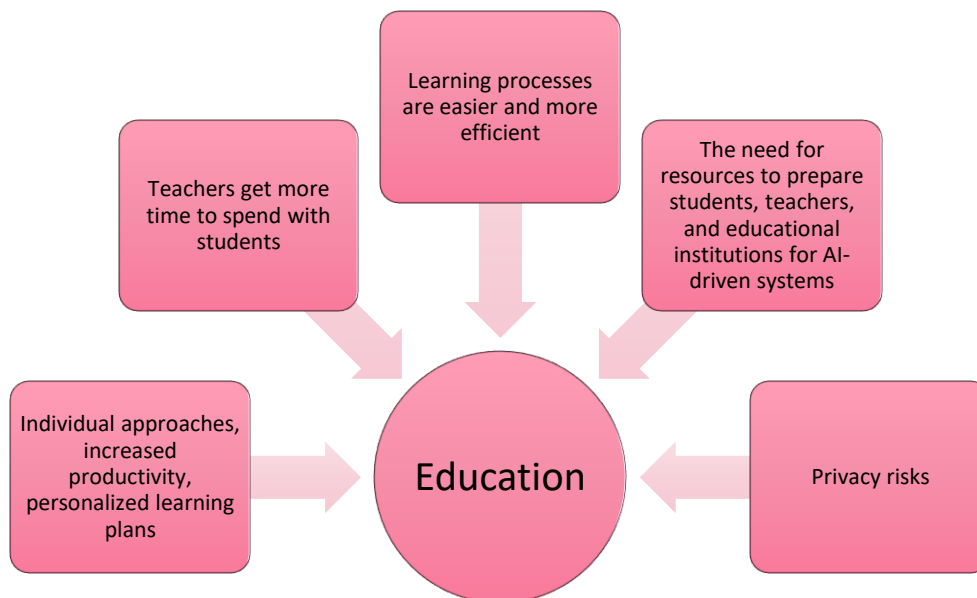 Learning processes
are easier and more
efficient
Teachers get more
time to spend with
students
The need for
resources to prepare
students, teachers,
and educational
institutions for AI-
driven systems
Individual approaches,
increased
productivity,
personalized learning
plans
Education
Privacy risks